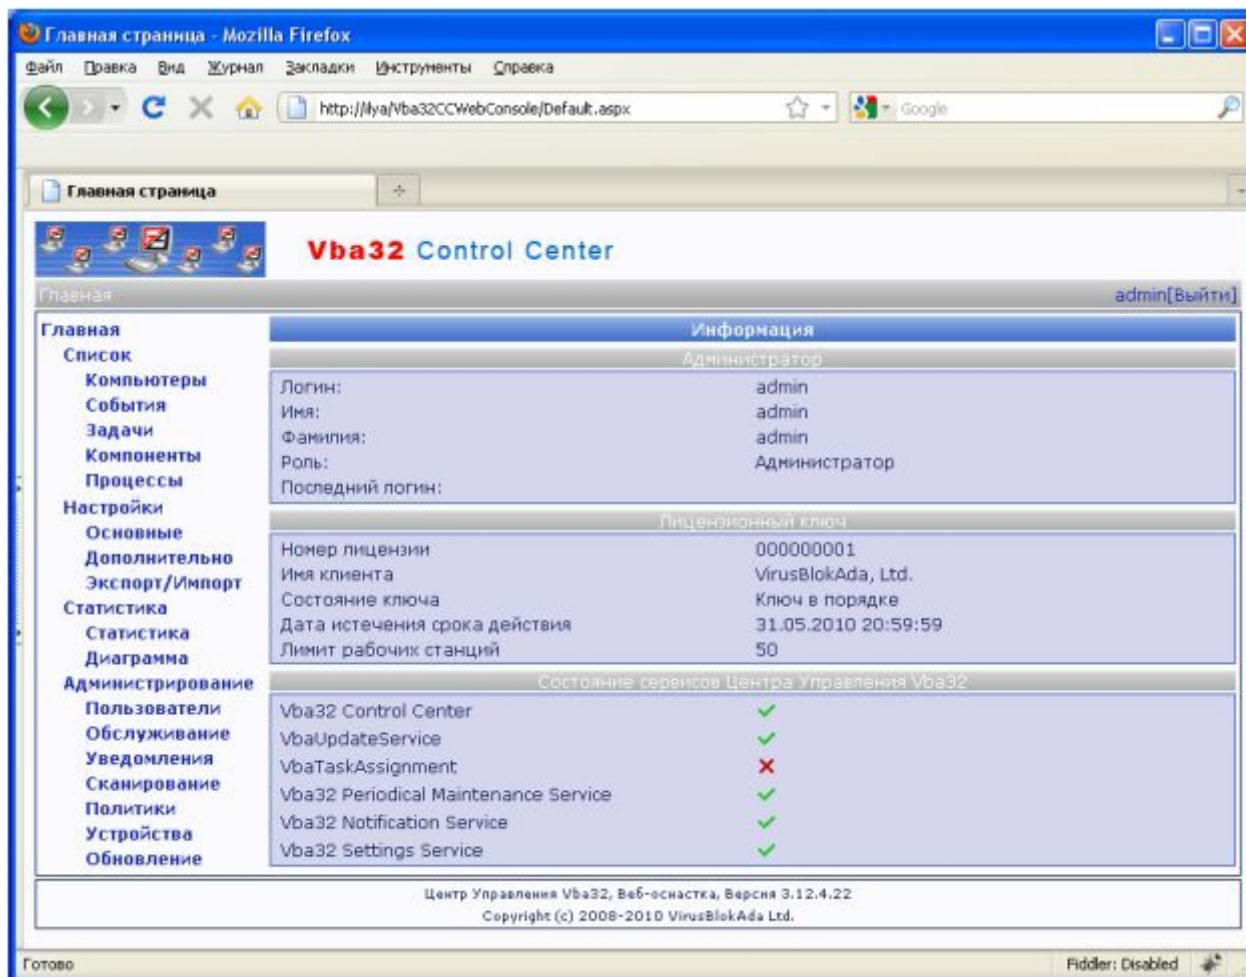 Главная страница - Mozilla Firefox
Файл Правка Вид Журнал Закладки Инструменты Справка
http://ilya/Vba32CCWebConsole/Default.aspx Google
Главная страница
Vba32 Control Center
Главная admin[Выйти]
Главная
Список
Компьютеры
События
Задачи
Компоненты
Процессы
Настройки
Основные
Дополнительно
Экспорт/Импорт
Статистика
Статистика
Диаграмма
Администрирование
Пользователи
Обслуживание
Уведомления
Сканирование
Политики
Устройства
Обновление
Информация
Администратор
Логин: admin
Имя: admin
Фамилия: admin
Роль: Администратор
Последний логин:
Лицензионный ключ
Номер лицензии 000000001
Имя клиента VirusBlokAda, Ltd.
Состояние ключа Ключ в порядке
Дата истечения срока действия 31.05.2010 20:59:59
Лимит рабочих станций 50
Состояние сервисов Центра Управления Vba32
Vba32 Control Center
VbaUpdateService
VbaTaskAssignment
Vba32 Periodical Maintenance Service
Vba32 Notification Service
Vba32 Settings Service
Центр Управления Vba32, Веб-оснастка, Версия 3.12.4.22
Copyright (c) 2008-2010 VirusBlokAda Ltd.
Готово Fiddler: Disabled